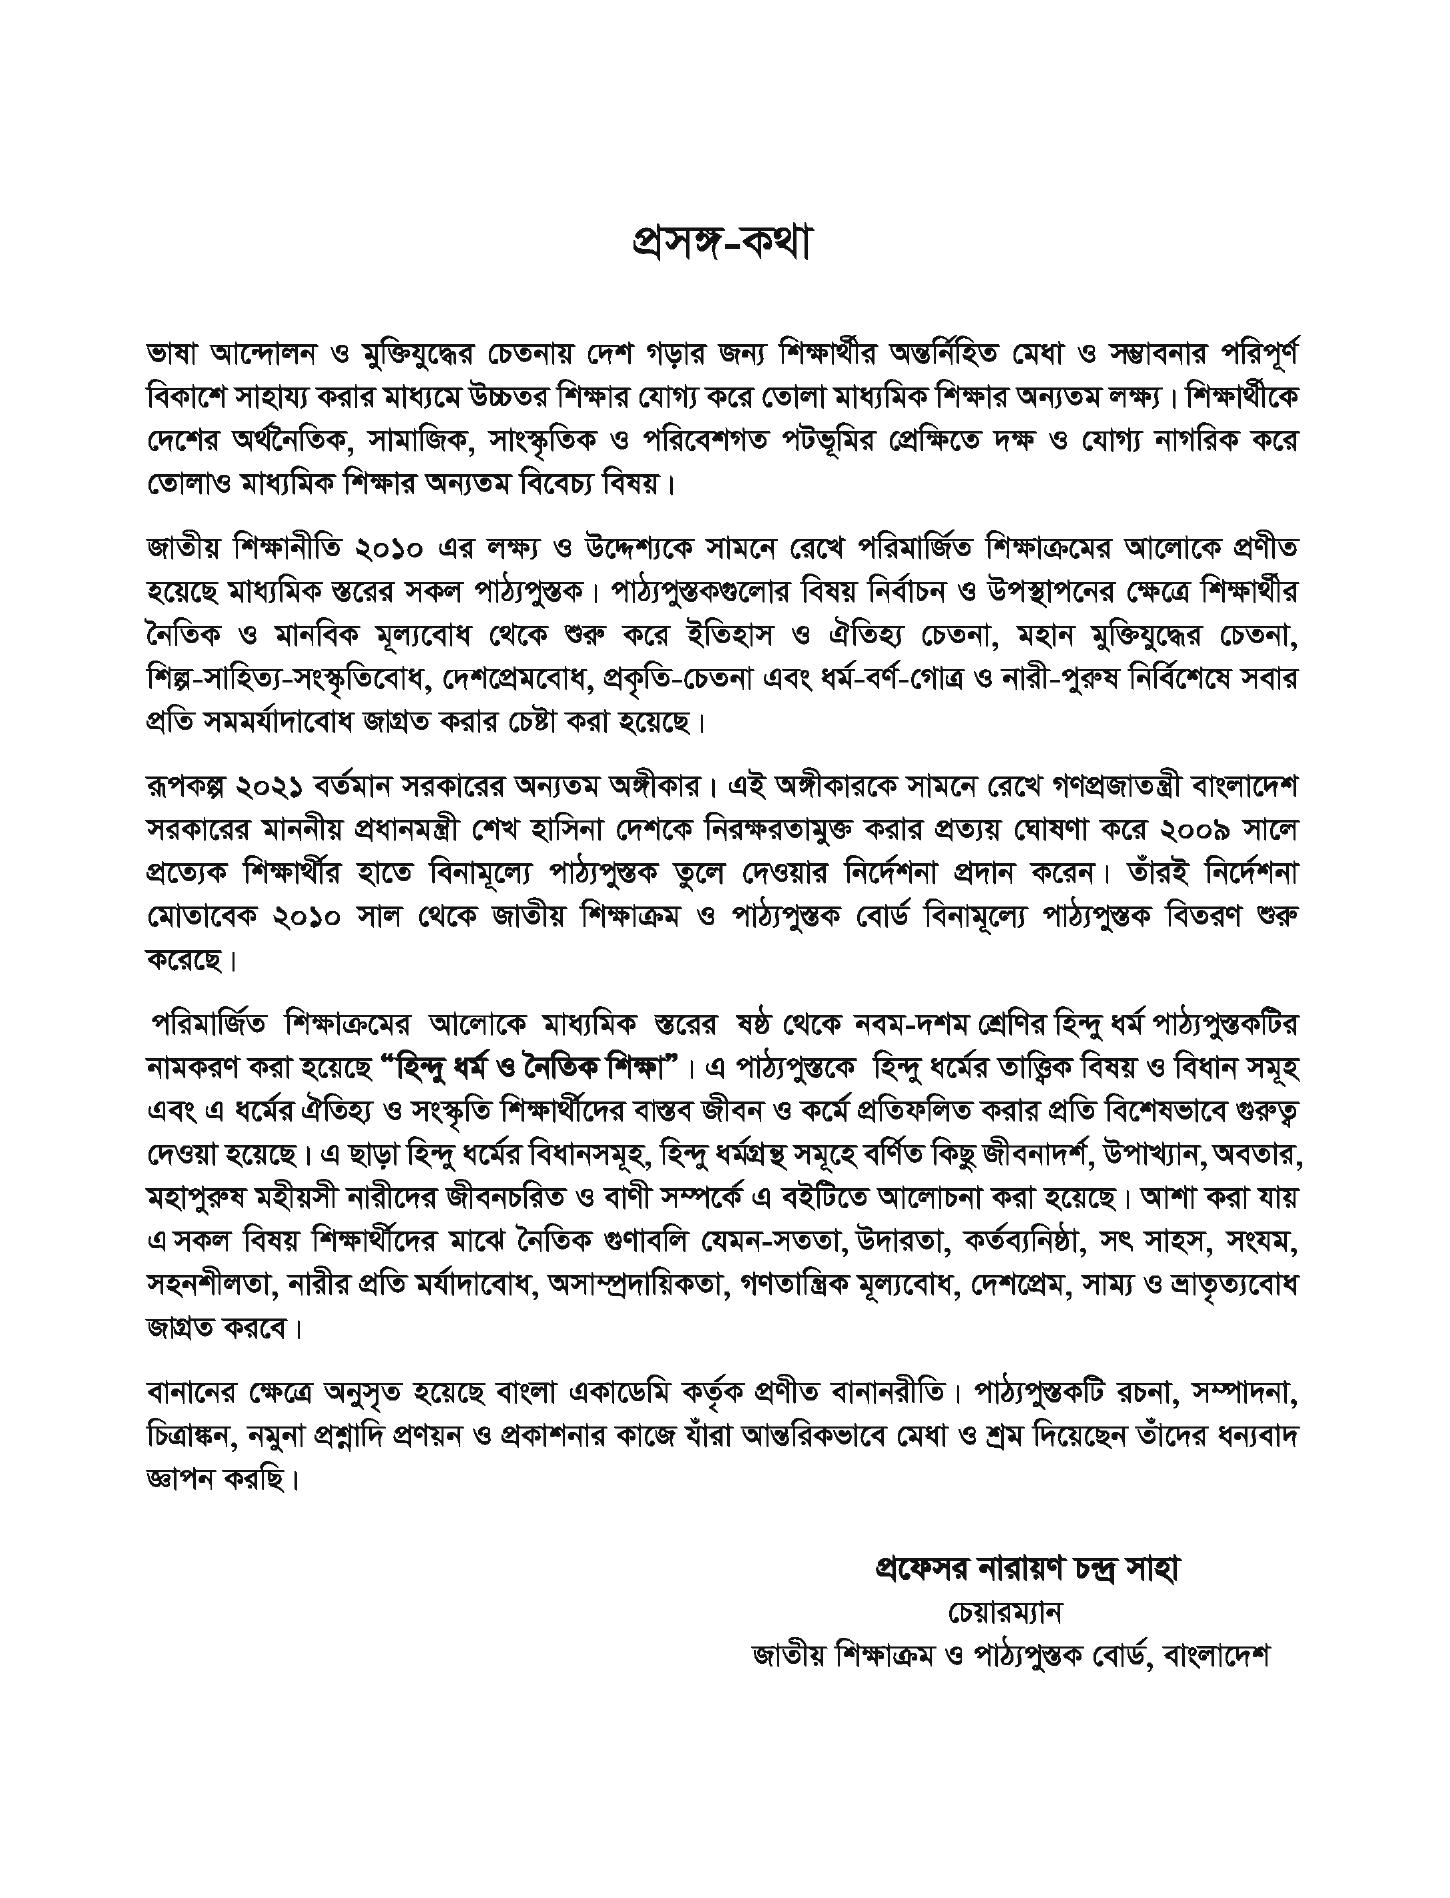 প্রসঙ্গ-কথা
ভাষা আন্দোলন ও মুক্তিযুদ্ধের চেতনায় দেশ গড়ার জন্য শিক্ষার্থীর অন্তর্নিহিত মেধা ও সম্ভাবনার পরিপূর্ণ
বিকাশে সাহায্য করার মাধ্যমে উচ্চতর শিক্ষার যোগ্য করে তোলা মাধ্যমিক শিক্ষার অন্যতম লক্ষ্য। শিক্ষার্থীকে
দেশের অর্থনৈতিক, সামাজিক, সাংস্কৃতিক ও পরিবেশগত পটভূমির প্রেক্ষিতে দক্ষ ও যোগ্য নাগরিক করে
তোলাও মাধ্যমিক শিক্ষার অন্যতম বিবেচ্য বিষয়।
জাতীয় শিক্ষানীতি ২০১০ এর লক্ষ্য ও উদ্দেশ্যকে সামনে রেখে পরিমার্জিত শিক্ষাক্রমের আলোকে প্রণীত
হয়েছে মাধ্যমিক স্তরের সকল পাঠ্যপুস্তক। পাঠ্যপুস্তকগুলোর বিষয় নির্বাচন ও উপস্থাপনের ক্ষেত্রে শিক্ষার্থীর
নৈতিক ও মানবিক মূল্যবোধ থেকে শুরু করে ইতিহাস ও ঐতিহ্য চেতনা, মহান মুক্তিযুদ্ধের চেতনা,
শিল্প-সাহিত্য-সংস্কৃতিবোধ, দেশপ্রেমবোধ, প্রকৃতি-চেতনা এবং ধর্ম-বর্ণ-গোত্র ও নারী-পুরুষ নির্বিশেষে সবার
প্রতি সমমর্যাদাবোধ জাগ্রত করার চেষ্টা করা হয়েছে।
রূপকল্প ২০২১ বর্তমান সরকারের অন্যতম অঙ্গীকার। এই অঙ্গীকারকে সামনে রেখে গণপ্রজাতন্ত্রী বাংলাদেশ
সরকারের মাননীয় প্রধানমন্ত্রী শেখ হাসিনা দেশকে নিরক্ষরতামুক্ত করার প্রত্যয় ঘোষণা করে ২০০৯ সালে
প্রত্যেক শিক্ষার্থীর হাতে বিনামূল্যে পাঠ্যপুস্তক তুলে দেওয়ার নির্দেশনা প্রদান করেন। তাঁরই নির্দেশনা
মোতাবেক ২০১০ সাল থেকে জাতীয় শিক্ষাক্রম ও পাঠ্যপুস্তক বোর্ড বিনামূল্যে পাঠ্যপুস্তক বিতরণ শুরু
করেছে।
পরিমার্জিত শিক্ষাক্রমের আলোকে মাধ্যমিক স্তরের ষষ্ঠ থেকে নবম-দশম শ্রেণির হিন্দু ধর্ম পাঠ্যপুস্তকটির
নামকরণ করা হয়েছে “হিন্দু ধর্ম ও নৈতিক শিক্ষা”। এ পাঠ্যপুস্তকে হিন্দু ধর্মের তাত্ত্বিক বিষয় ও বিধান সমূহ
এবং এ ধর্মের ঐতিহ্য ও সংস্কৃতি শিক্ষার্থীদের বাস্তব জীবন ও কর্মে প্রতিফলিত করার প্রতি বিশেষভাবে গুরুত্ব
দেওয়া হয়েছে। এ ছাড়া হিন্দু ধর্মের বিধানসমূহ, হিন্দু ধর্মগ্রন্থ সমূহে বর্ণিত কিছু জীবনাদর্শ, উপাখ্যান, অবতার,
মহাপুরুষ মহীয়সী নারীদের জীবনচরিত ও বাণী সম্পর্কে এ বইটিতে আলোচনা করা হয়েছে। আশা করা যায়
এ সকল বিষয় শিক্ষার্থীদের মাঝে নৈতিক গুণাবলি যেমন-সততা, উদারতা, কর্তব্যনিষ্ঠা, সৎ সাহস, সংযম,
সহনশীলতা, নারীর প্রতি মর্যাদাবোধ, অসাম্প্রদায়িকতা, গণতান্ত্রিক মূল্যবোধ, দেশপ্রেম, সাম্য ও ভ্রাতৃত্যবোধ
জাগ্রত করবে।
বানানের ক্ষেত্রে অনুসৃত হয়েছে বাংলা একাডেমি কর্তৃক প্রণীত বানানরীতি। পাঠ্যপুস্তকটি রচনা, সম্পাদনা,
চিত্রাঙ্কন, নমুনা প্রশ্নাদি প্রণয়ন ও প্রকাশনার কাজে যাঁরা আন্তরিকভাবে মেধা ও শ্রম দিয়েছেন তাঁদের ধন্যবাদ
জ্ঞাপন করছি।
প্রফেসর নারায়ণ চন্দ্র সাহা
চেয়ারম্যান
জাতীয় শিক্ষাক্রম ও পাঠ্যপুস্তক বোর্ড, বাংলাদেশ